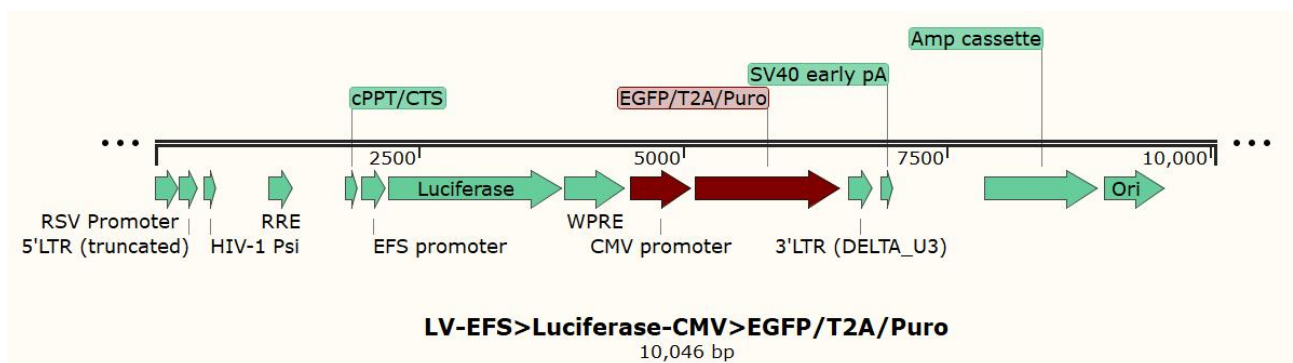 Amp cassette
SV40 early pA
cPPT/CTS
EGFP/T2A/Puro
2500
5000
7500
10,000
Luciferase
Ori
RSV Promoter
RRE
WPRE
5'LTR (truncated)
HIV-1 Psi
EFS promoter
CMV promoter
3'LTR (DELTA_U3)
LV-EFS>Luciferase-CMV>EGFP/T2A/Puro
10,046 bp